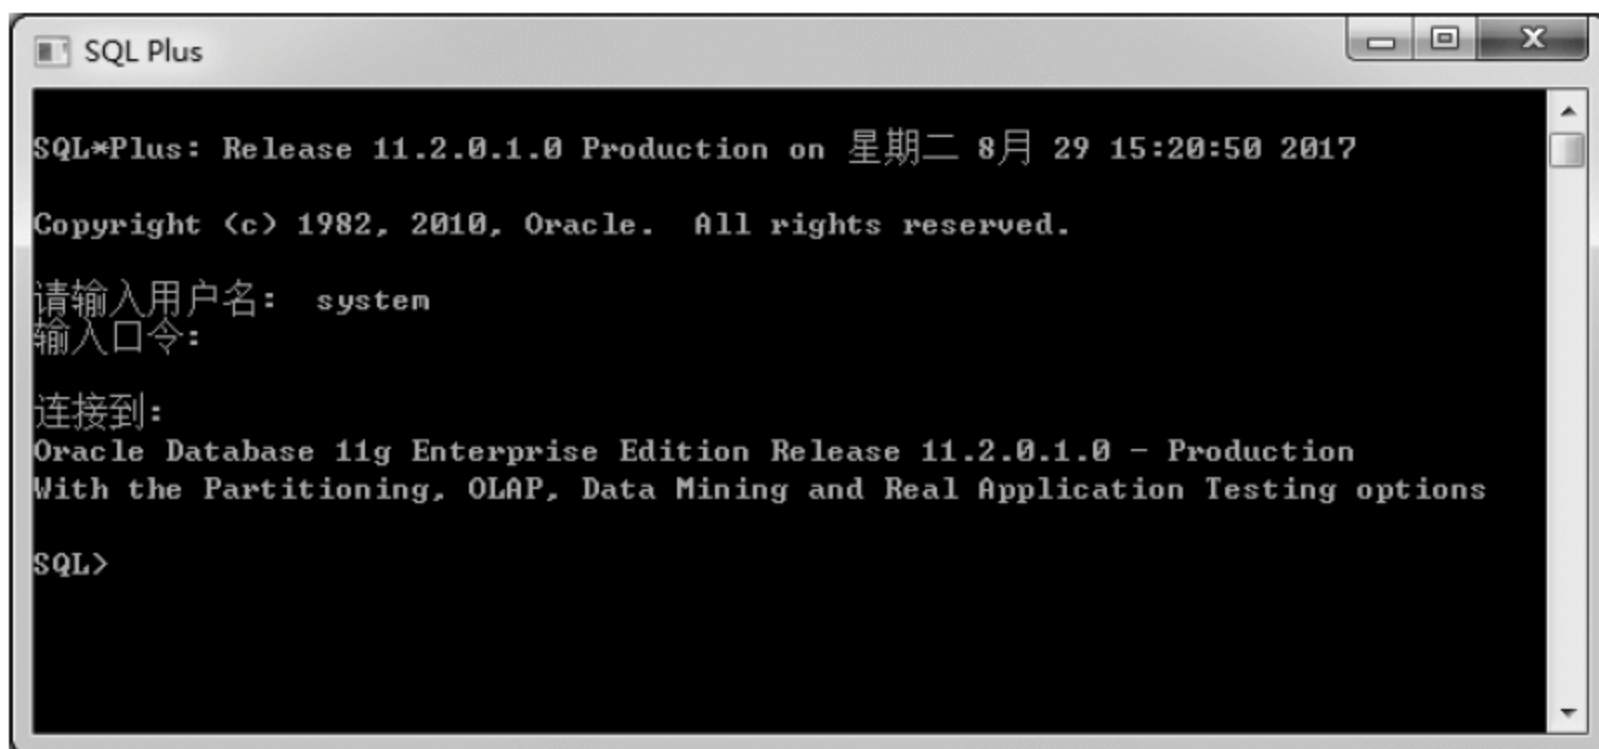 SQL Plus
SQL*Plus: Release 11.2.0.1.0 Production on 星期二 8月 29 15:20:50 2017
Copyright (c) 1982, 2010, Oracle.  All rights reserved.
请输入用户名:  system
输入口令:
连接到:
Oracle Database 11g Enterprise Edition Release 11.2.0.1.0 - Production
With the Partitioning, OLAP, Data Mining and Real Application Testing options
SQL>